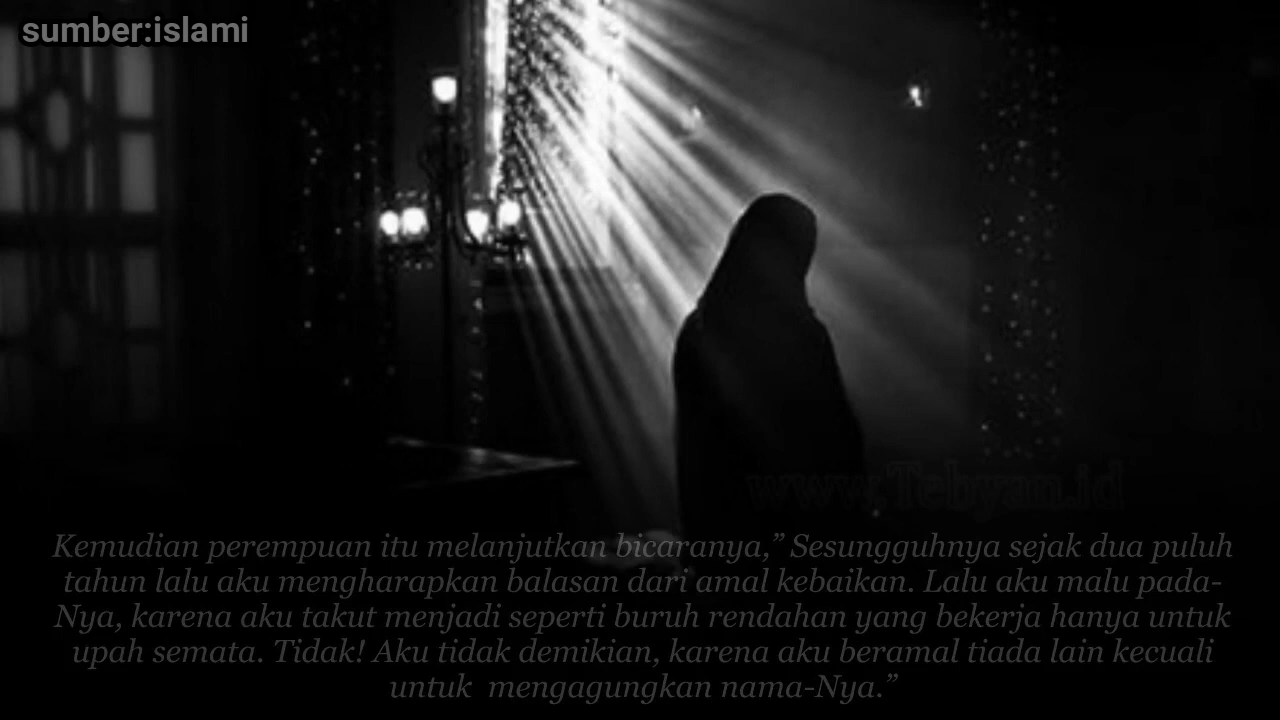 sumber:islami
www.Tebyan.id
Kemudian perempuan itu melanjutkan bicaranya,” Sesungguhnya sejak dua puluh
tahun lalu aku mengharapkan balasan dari amal kebaikan. Lalu aku malu pada-
Nya, karena aku takut menjadi seperti buruh rendahan yang bekerja hanya untuk
upah semata. Tidak! Aku tidak demikian, karena aku beramal tiada lain kecuali
untuk  mengagungkan nama-Nya.”